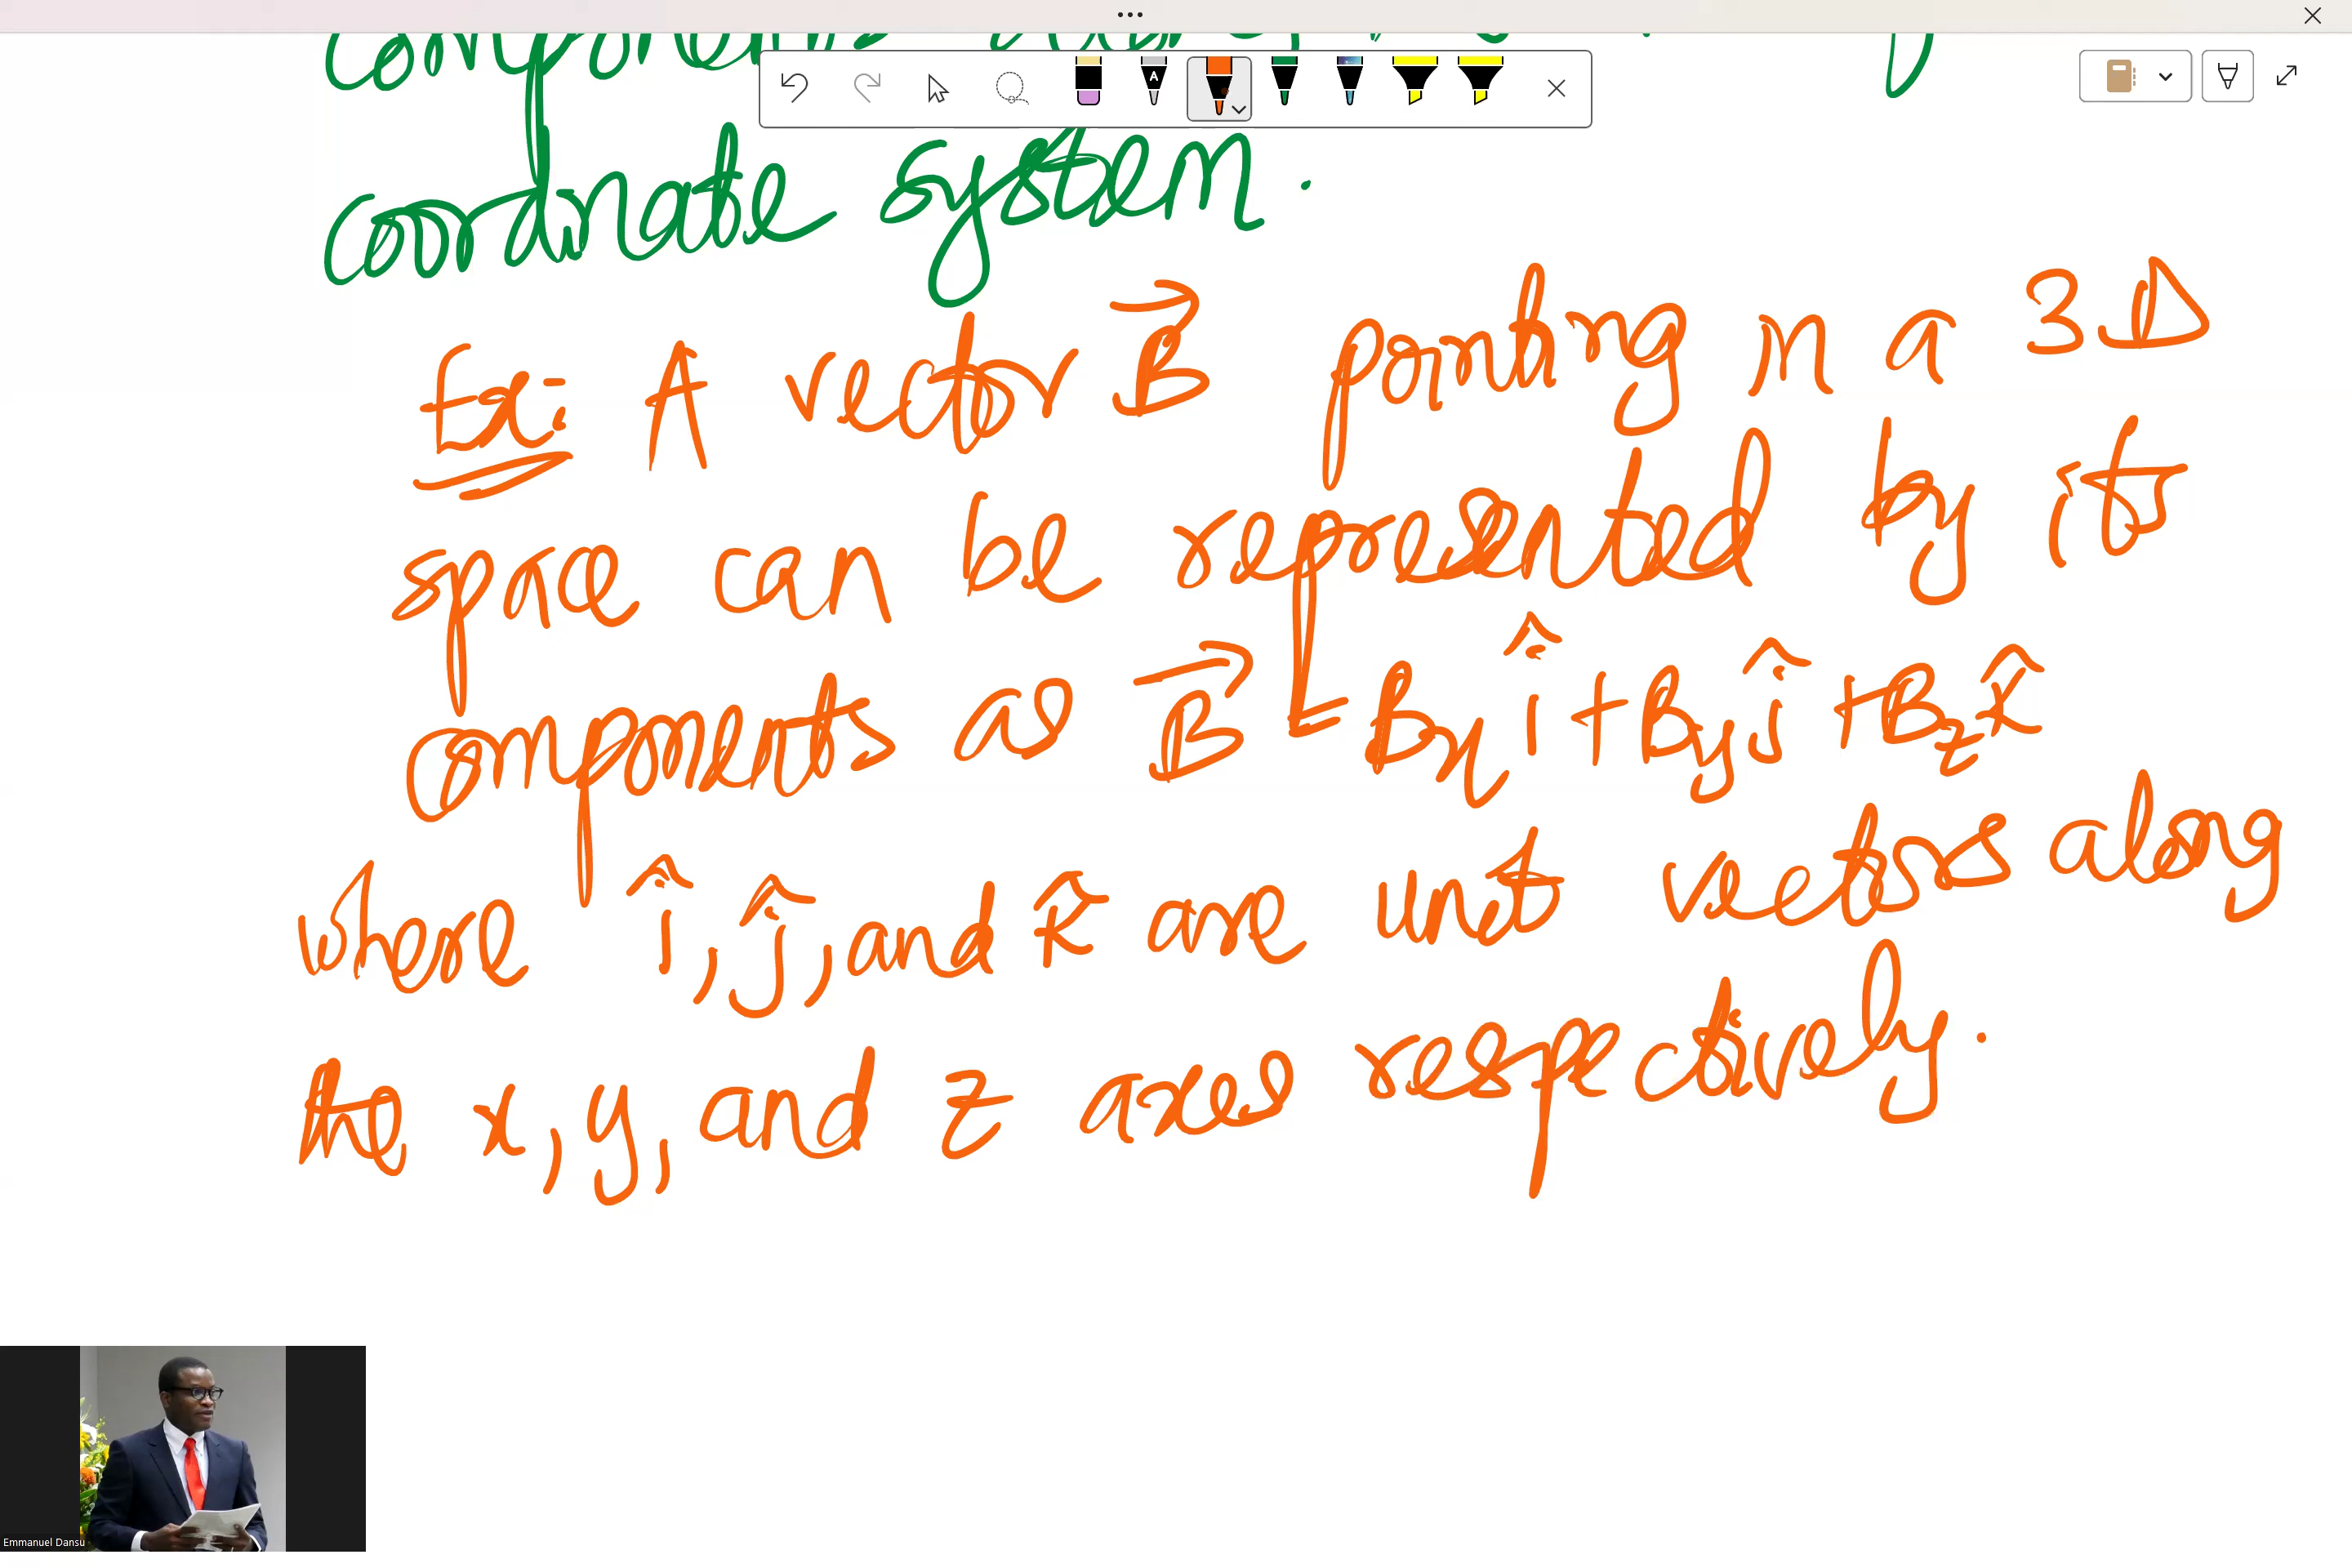 coordinate system.
Ex: A vector B⃗ pointing in a 3D
space can be represented by its
components as B⃗ = Bx î + By ĵ + Bz k̂
where î, ĵ, and k̂ are unit vectors along
the x, y, and z axes respectively.
Emmanuel Dansu